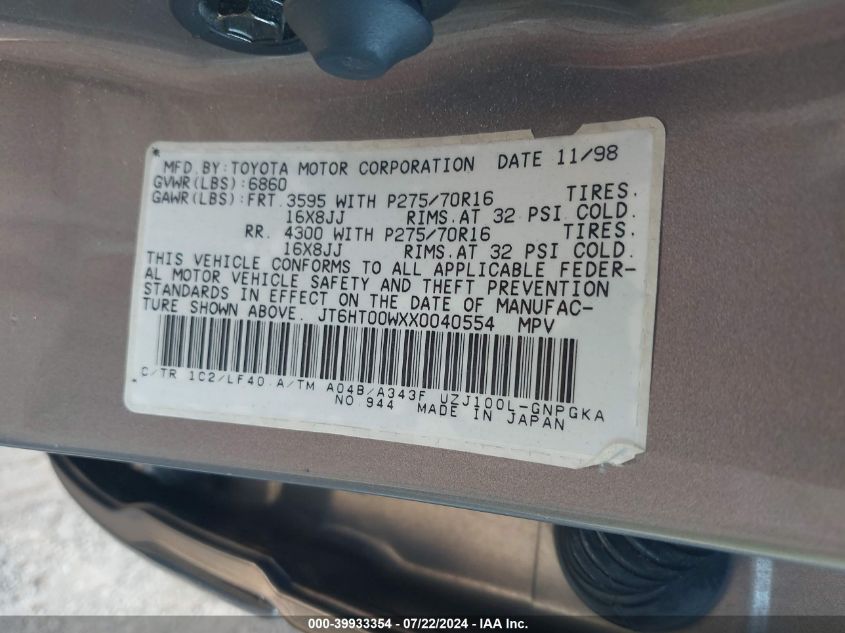 MFD.BY:TOYOTA MOTOR CORPORATION DATE 11/98
GVWR(LBS):6860
GAWR(LBS):FRT.3595 WITH P275/70R16 TIRES.
16X8JJ RIMS.AT 32 PSI COLD.
RR. 4300 WITH P275/70R16 TIRES.
16X8JJ RIMS.AT 32 PSI COLD.
THIS VEHICLE CONFORMS TO ALL APPLICABLE FEDER-
AL MOTOR VEHICLE SAFETY AND THEFT PREVENTION
STANDARDS IN EFFECT ON THE DATE OF MANUFAC-
TURE SHOWN ABOVE. JT6HT00WXX0040554 MPV
C/TR 1C2/LF40 A/TM A04B/A343F UZJ100L-GNPGKA
NO.944 MADE IN JAPAN
000-39933354 - 07/22/2024 - IAA Inc.